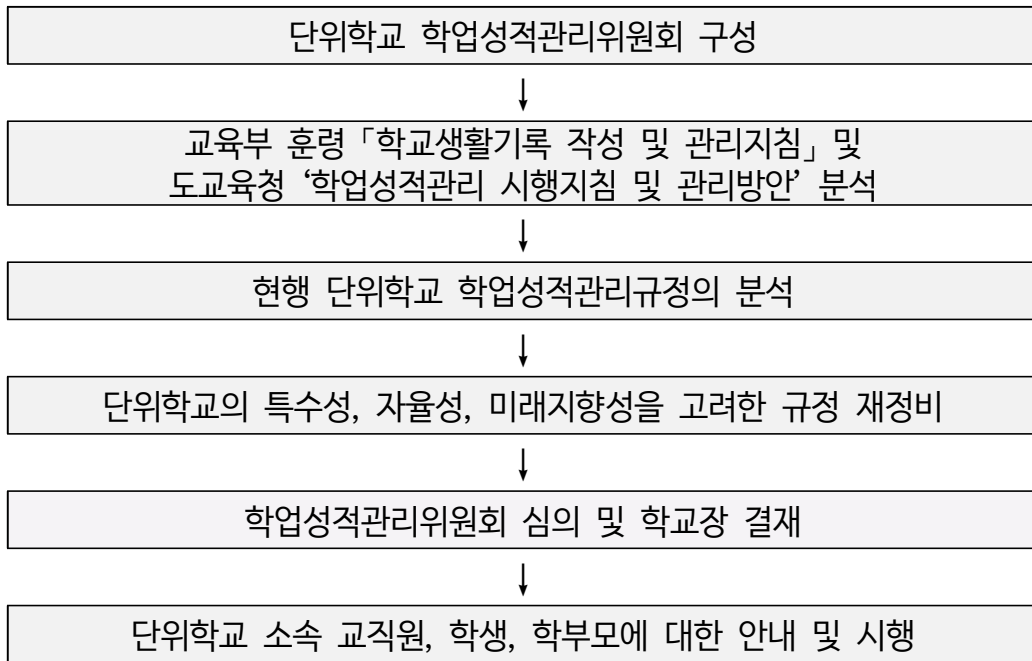 단위학교 학업성적관리위원회 구성
↓
교육부 훈령「학교생활기록 작성 및 관리지침」및
도교육청 ‘학업성적관리 시행지침 및 관리방안’ 분석
↓
현행 단위학교 학업성적관리규정의 분석
↓
단위학교의 특수성, 자율성, 미래지향성을 고려한 규정 재정비
↓
학업성적관리위원회 심의 및 학교장 결재
↓
단위학교 소속 교직원, 학생, 학부모에 대한 안내 및 시행